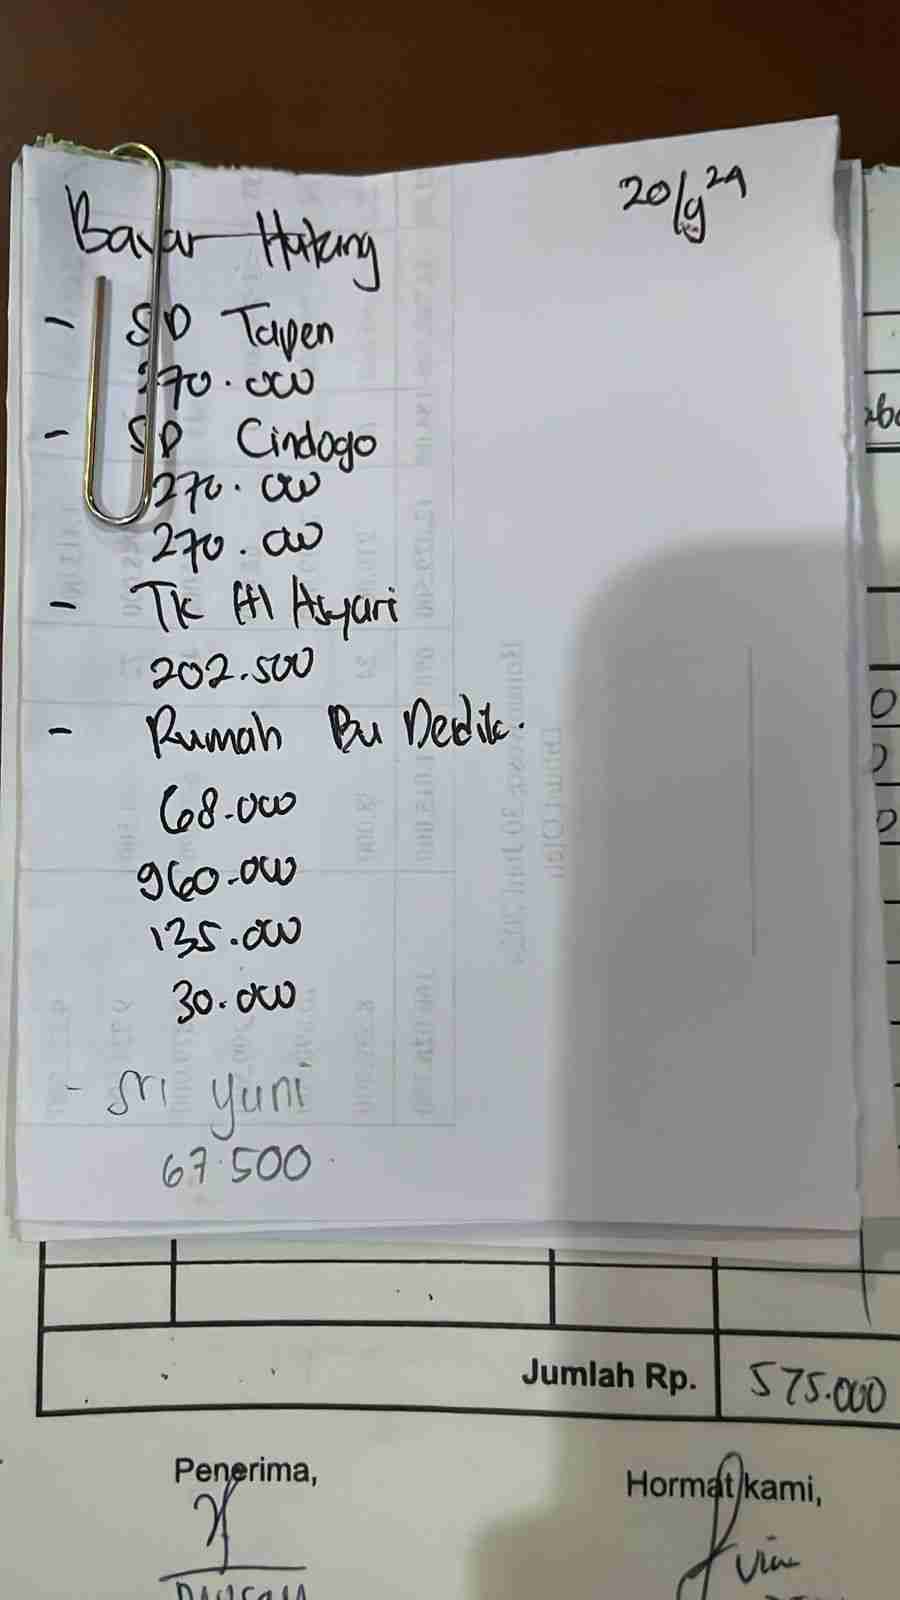 20/9 24
Bayar Hutang
- SD Tapen
270.000
- SD Cindogo
270.000
270.000
- TK Al Asyari
202.500
- Rumah Bu Dedik.
68.000
960.000
135.000
30.000
- Sri Yuni
67.500
Jumlah Rp. 575.000
Penerima,
Hormat kami,